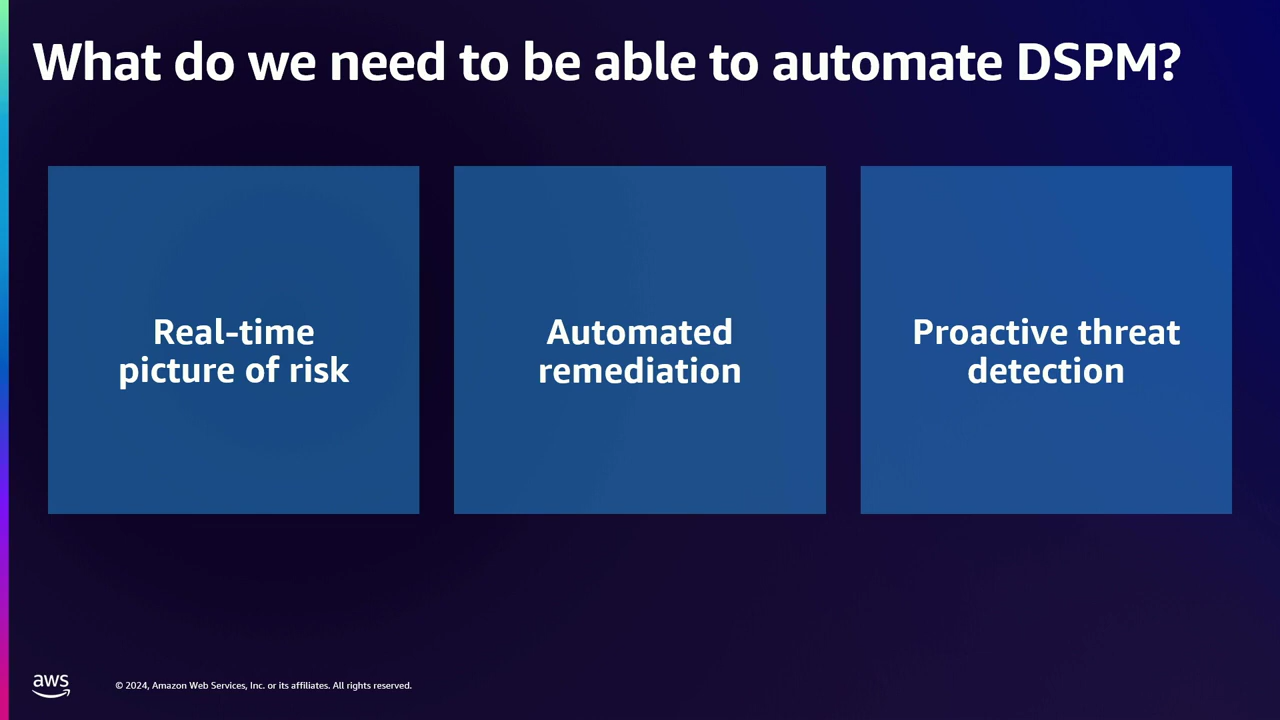 What do we need to be able to automate DSPM?
Real-time
picture of risk
Automated
remediation
Proactive threat
detection
aws
© 2024, Amazon Web Services, Inc. or its affiliates. All rights reserved.